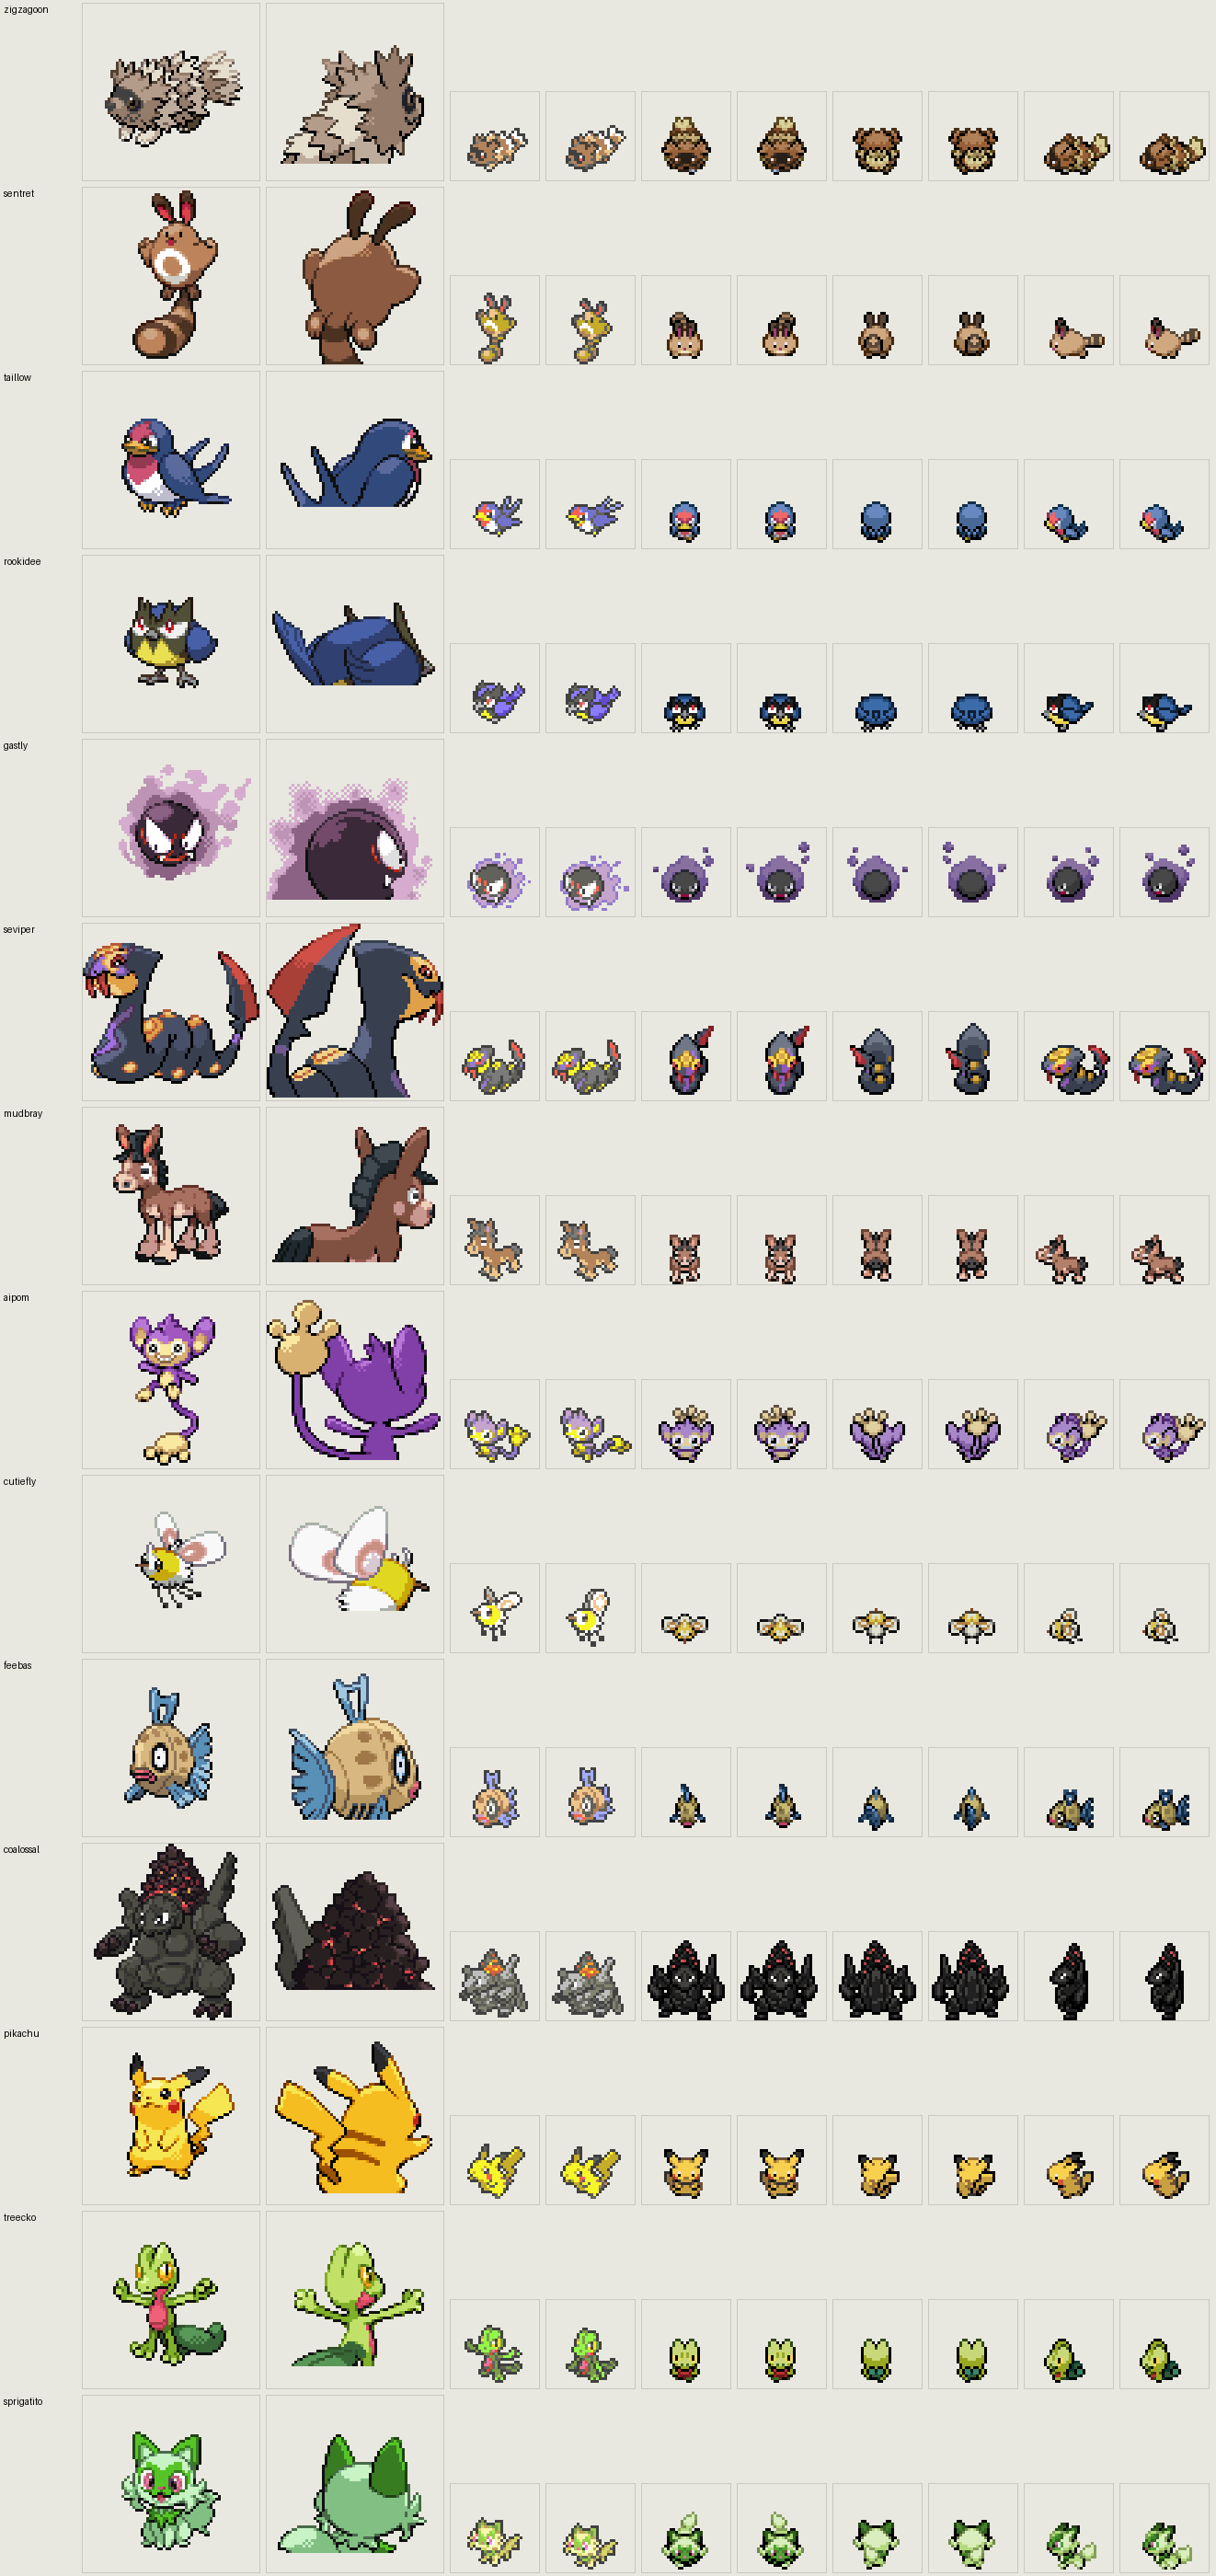 zigzagoon
sentret
taillow
rookidee
gastly
seviper
mudbray
aipom
cutiefly
feebas
coalossal
pikachu
treecko
sprigatito